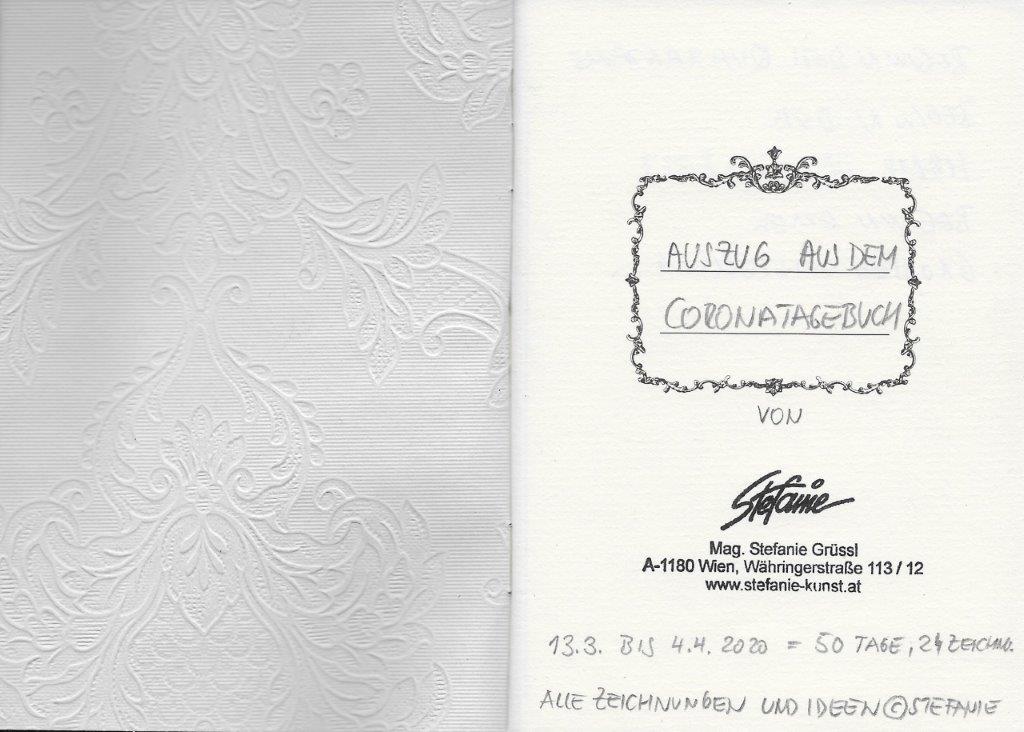 AUSZUG AUS DEM
CORONATAGEBUCH
VON
Stefanie
Mag. Stefanie Grüssl
A-1180 Wien, Währingerstraße 113 / 12
www.stefanie-kunst.at
13.3. BIS 4.4. 2020 = 50 TAGE, 24 ZEICHNG.
ALLE ZEICHNUNGEN UND IDEEN © STEFANIE